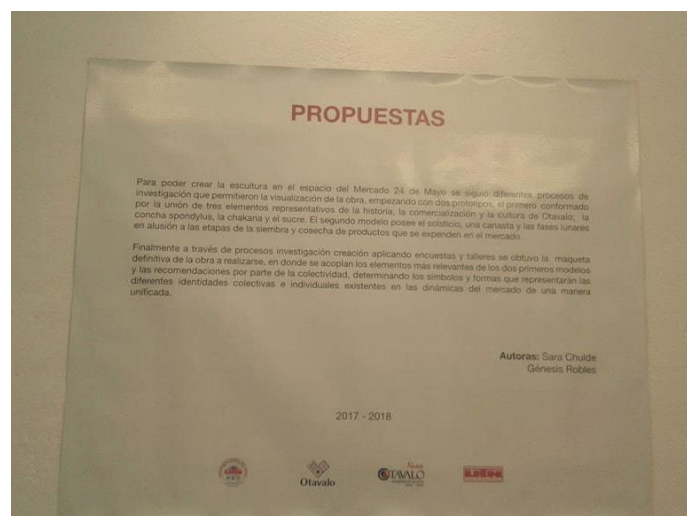 PROPUESTAS
Para poder crear la escultura en el espacio del Mercado 24 de Mayo se siguió diferentes procesos de
investigación que permitieron la visualización de la obra, empezando con dos prototipos, el primero conformado
por la unión de tres elementos representativos de la historia, la comercialización y la cultura de Otavalo; la
concha spondylus, la chakana y el sucre. El segundo modelo posee el solsticio, una canasta y las fases lunares
en alusión a las etapas de la siembra y cosecha de productos que se expenden en el mercado.
Finalmente a través de procesos investigación creación aplicando encuestas y talleres se obtuvo la maqueta
definitiva de la obra a realizarse, en donde se acoplan los elementos más relevantes de los dos primeros modelos
y las recomendaciones por parte de la colectividad, determinando los símbolos y formas que representarán las
diferentes identidades colectivas e individuales existentes en las dinámicas del mercado de una manera
unificada.
Autoras: Sara Chulde
Génesis Robles
2017 - 2018
Otavalo
OTAVALO